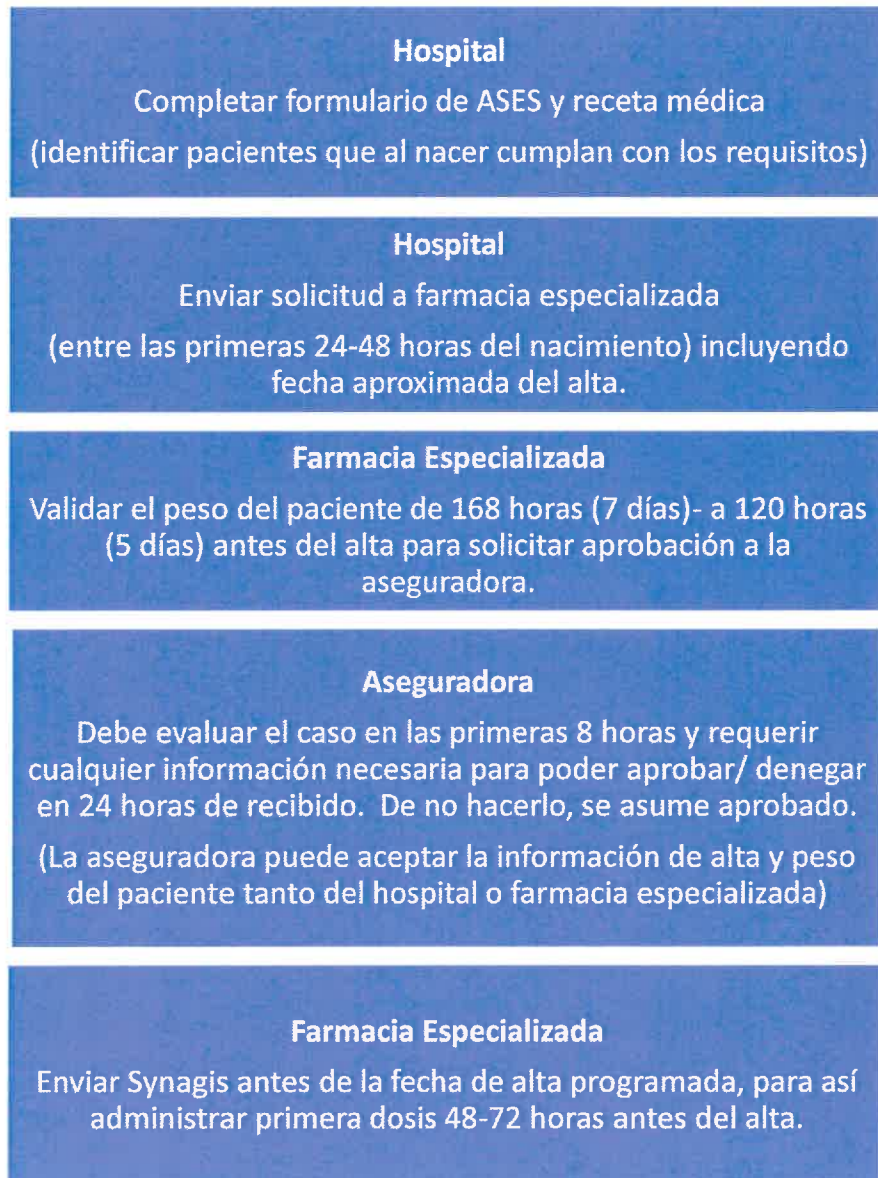 Hospital
Completar formulario de ASES y receta médica
(identificar pacientes que al nacer cumplan con los requisitos)
Hospital
Enviar solicitud a farmacia especializada
(entre las primeras 24-48 horas del nacimiento) incluyendo
fecha aproximada del alta.
Farmacia Especializada
Validar el peso del paciente de 168 horas (7 días)- a 120 horas
(5 días) antes del alta para solicitar aprobación a la
aseguradora.
Aseguradora
Debe evaluar el caso en las primeras 8 horas y requerir
cualquier información necesaria para poder aprobar/ denegar
en 24 horas de recibido. De no hacerlo, se asume aprobado.
(La aseguradora puede aceptar la información de alta y peso
del paciente tanto del hospital o farmacia especializada)
Farmacia Especializada
Enviar Synagis antes de la fecha de alta programada, para así
administrar primera dosis 48-72 horas antes del alta.